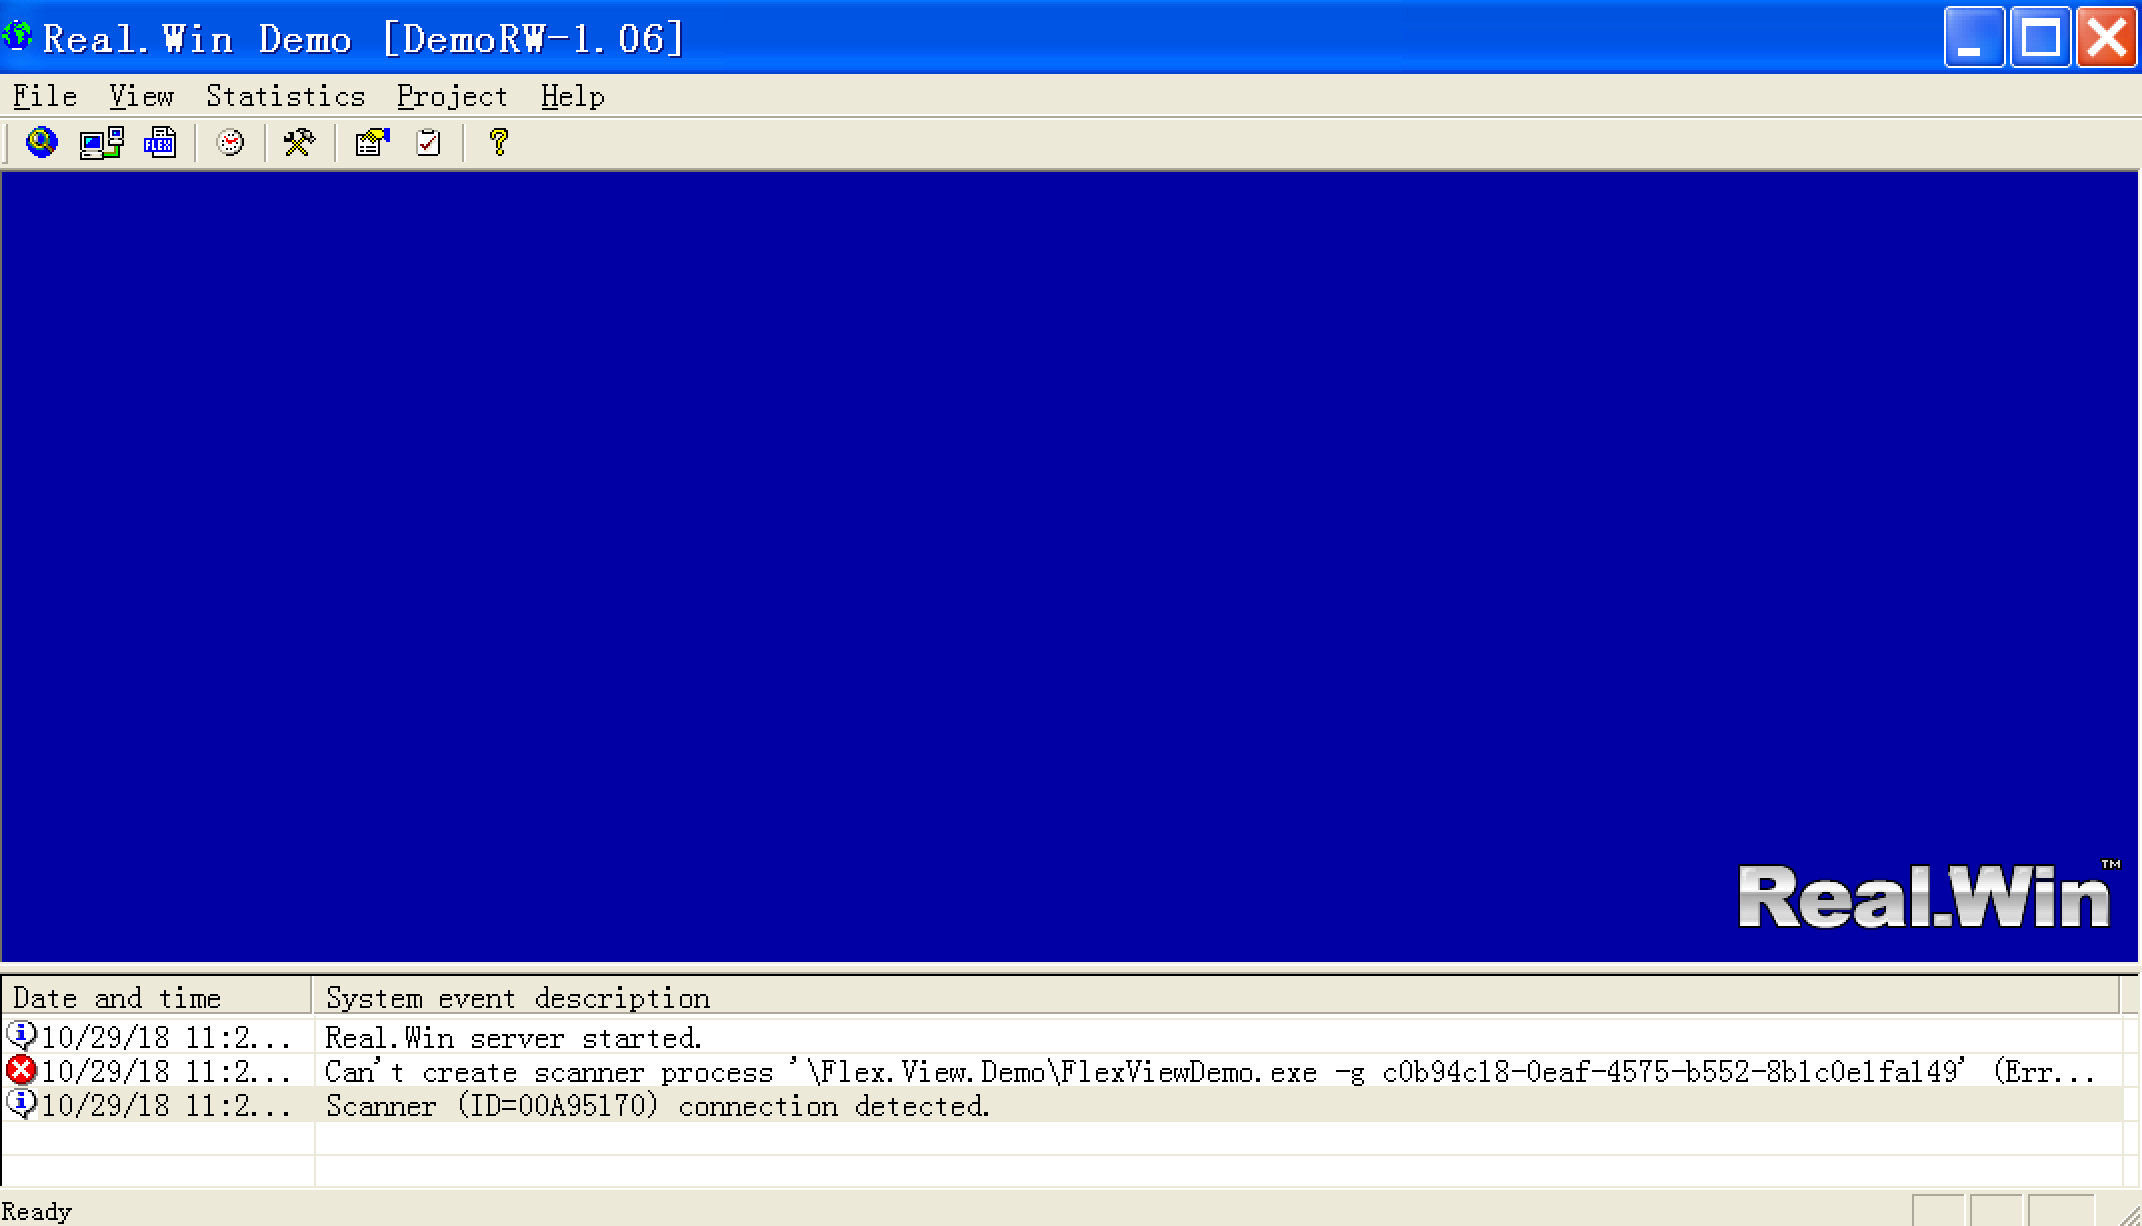 Real.Win Demo [DemoRW-1.06]
File View Statistics Project Help
FLEX
Real.Win™
Date and time System event description
10/29/18 11:2... Real.Win server started.
10/29/18 11:2... Can't create scanner process '\Flex.View.Demo\FlexViewDemo.exe -g c0b94c18-0eaf-4575-b552-8b1c0e1fa149' (Err...
10/29/18 11:2... Scanner (ID=00A95170) connection detected.
Ready